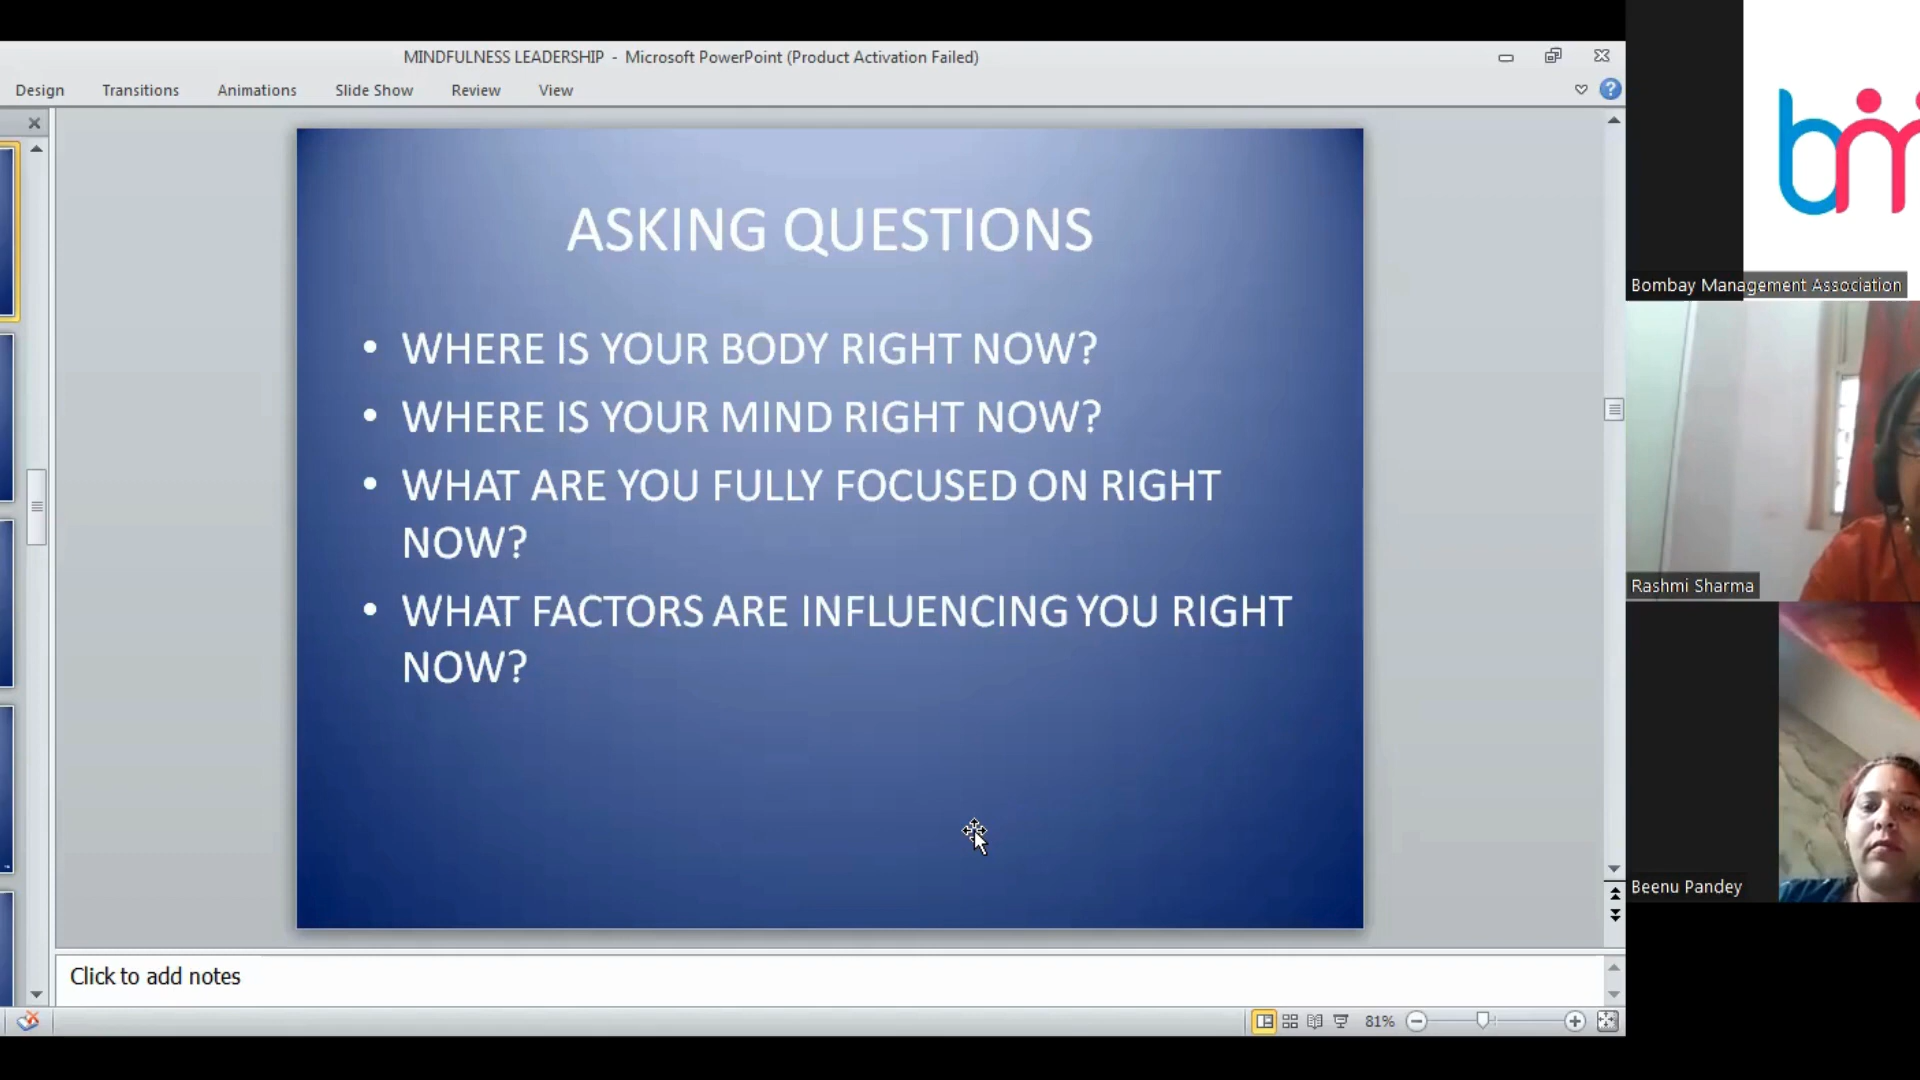 MINDFULNESS LEADERSHIP - Microsoft PowerPoint (Product Activation Failed)
Design Transitions Animations Slide Show Review View
ASKING QUESTIONS
• WHERE IS YOUR BODY RIGHT NOW?
• WHERE IS YOUR MIND RIGHT NOW?
• WHAT ARE YOU FULLY FOCUSED ON RIGHT
NOW?
• WHAT FACTORS ARE INFLUENCING YOU RIGHT
NOW?
Click to add notes
81%
bm
Bombay Management Association
Rashmi Sharma
Beenu Pandey